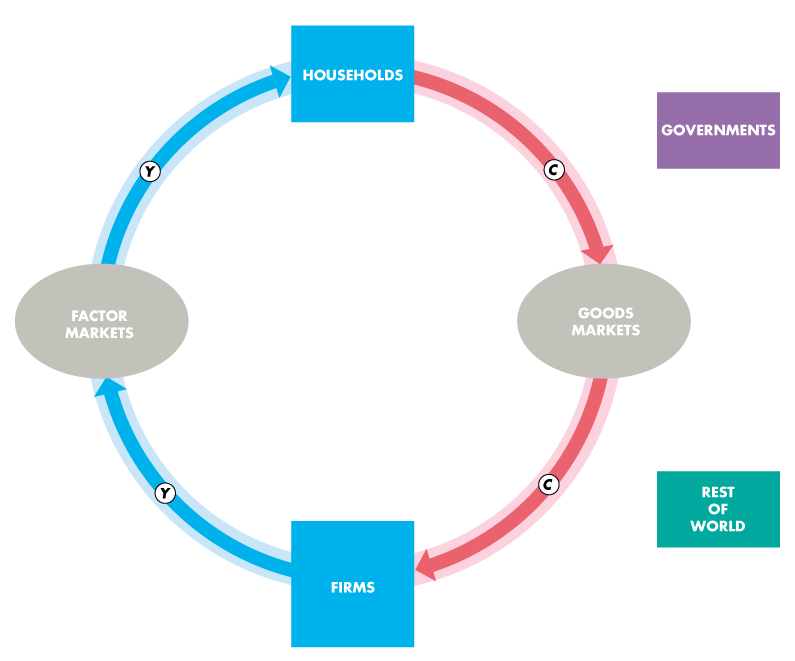 HOUSEHOLDS
GOVERNMENTS
Y
C
FACTOR
MARKETS
GOODS
MARKETS
Y
C
REST
OF
WORLD
FIRMS